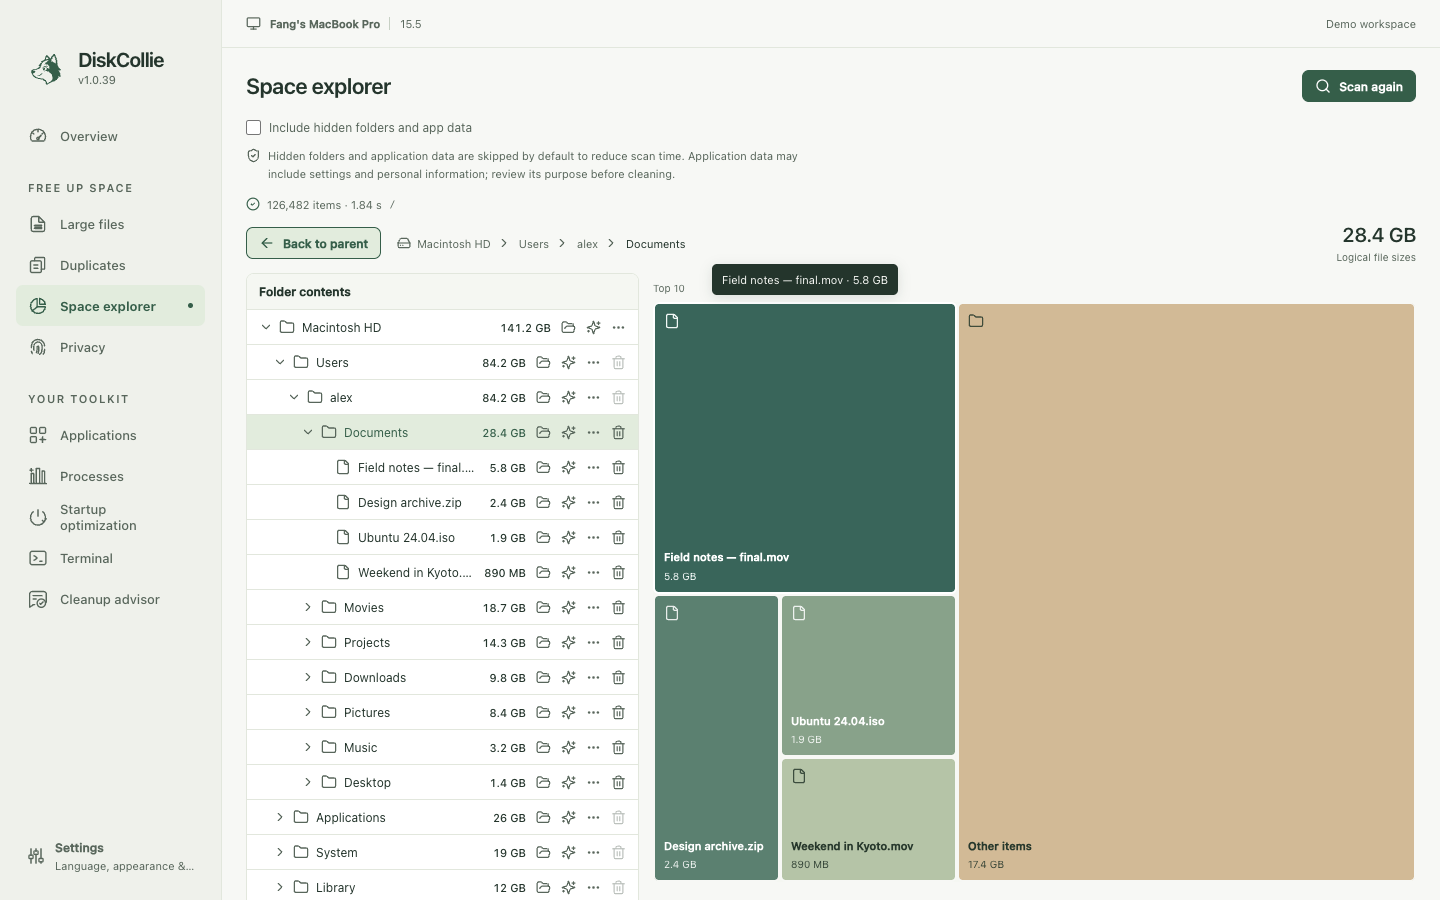 DiskCollie
v1.0.39
Overview
FREE UP SPACE
Large files
Duplicates
Space explorer
Privacy
YOUR TOOLKIT
Applications
Processes
Startup
optimization
Terminal
Cleanup advisor
Settings
Language, appearance &...
Fang's MacBook Pro
15.5
Demo workspace
Space explorer
Scan again
Include hidden folders and app data
Hidden folders and application data are skipped by default to reduce scan time. Application data may
include settings and personal information; review its purpose before cleaning.
126,482 items · 1.84 s /
Back to parent
Macintosh HD
Users
alex
Documents
28.4 GB
Logical file sizes
Folder contents
Macintosh HD 141.2 GB
Users 84.2 GB
alex 84.2 GB
Documents 28.4 GB
Field notes — final.... 5.8 GB
Design archive.zip 2.4 GB
Ubuntu 24.04.iso 1.9 GB
Weekend in Kyoto.... 890 MB
Movies 18.7 GB
Projects 14.3 GB
Downloads 9.8 GB
Pictures 8.4 GB
Music 3.2 GB
Desktop 1.4 GB
Applications 26 GB
System 19 GB
Library 12 GB
Top 10
Field notes — final.mov · 5.8 GB
Field notes — final.mov
5.8 GB
Design archive.zip
2.4 GB
Ubuntu 24.04.iso
1.9 GB
Weekend in Kyoto.mov
890 MB
Other items
17.4 GB